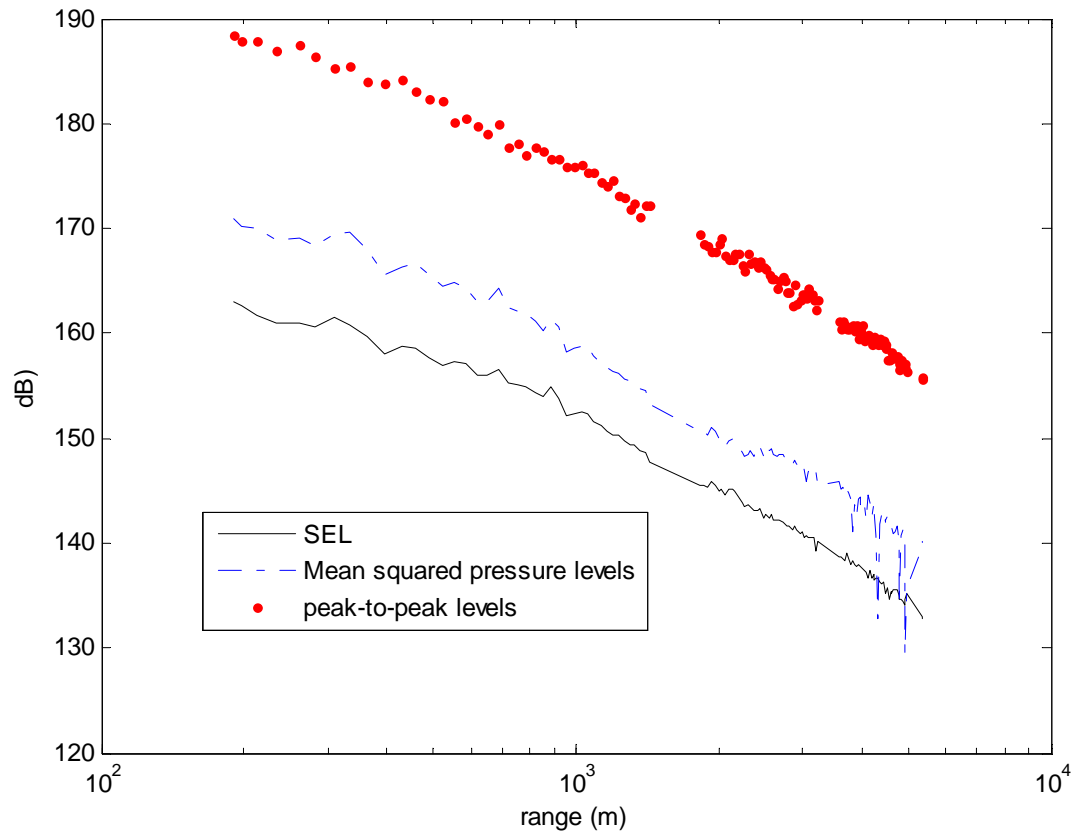 190
180
170
160
150
140
130
120
dB)
SEL
Mean squared pressure levels
peak-to-peak levels
10^2
10^3
10^4
range (m)